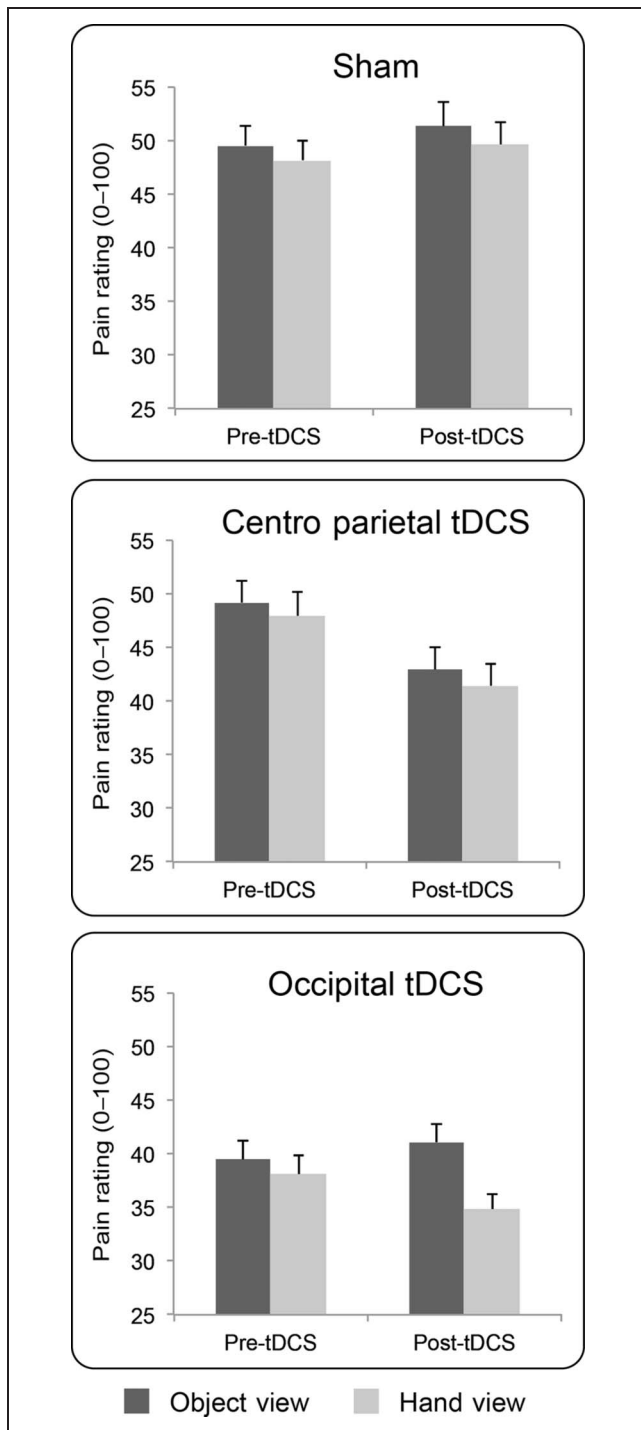 Sham
Pain rating (0–100)
55
50
45
40
35
30
25
Pre-tDCS Post-tDCS
Centro parietal tDCS
Pain rating (0–100)
55
50
45
40
35
30
25
Pre-tDCS Post-tDCS
Occipital tDCS
Pain rating (0–100)
55
50
45
40
35
30
25
Pre-tDCS Post-tDCS
Object view Hand view